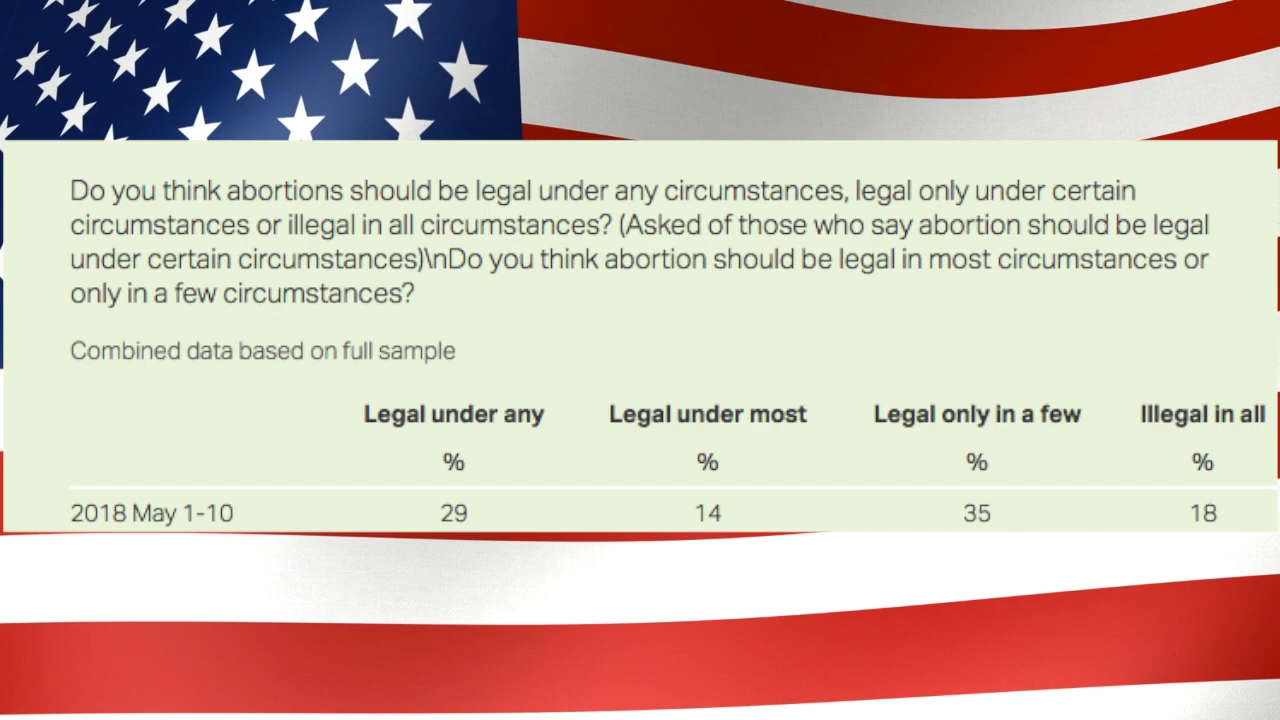 Do you think abortions should be legal under any circumstances, legal only under certain
circumstances or illegal in all circumstances? (Asked of those who say abortion should be legal
under certain circumstances)\nDo you think abortion should be legal in most circumstances or
only in a few circumstances?
Combined data based on full sample
Legal under any Legal under most Legal only in a few Illegal in all
% % % %
2018 May 1-10 29 14 35 18